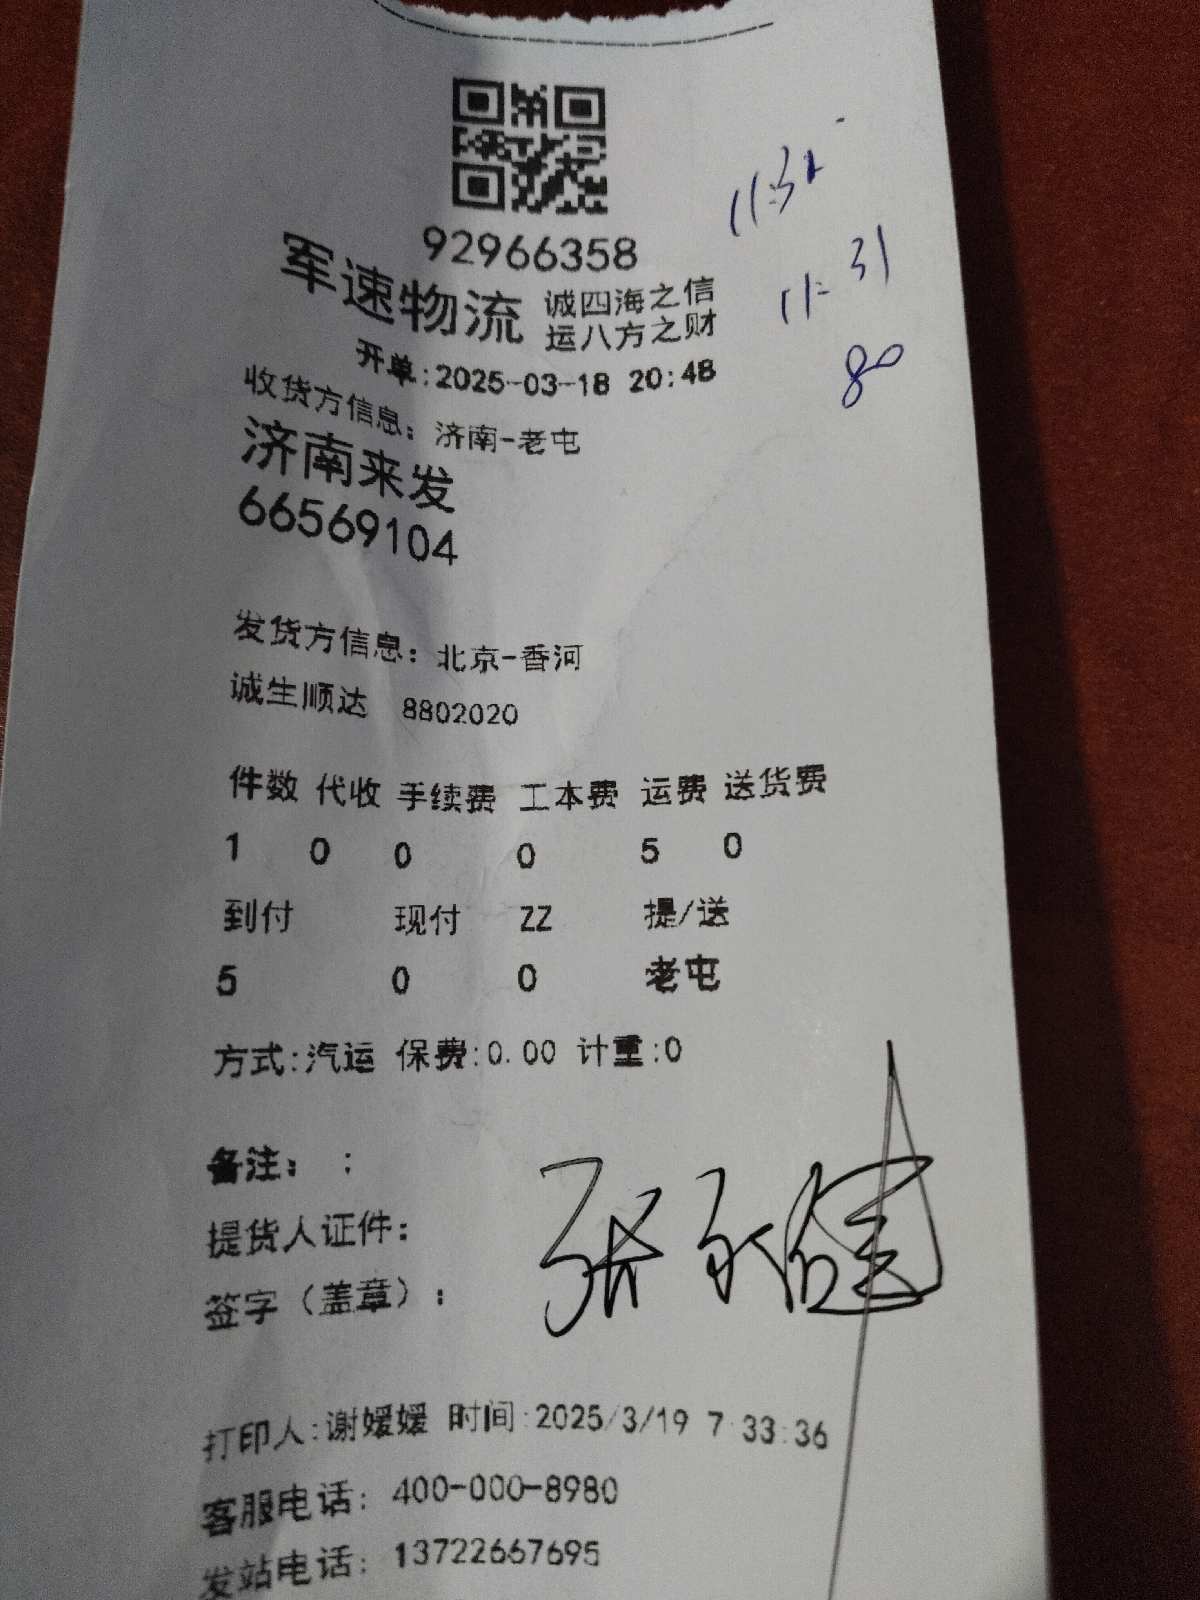 92966358
军速物流 诚四海之信
运八方之财
开单:2025-03-18 20:48
收货方信息: 济南-老屯
济南来发
66569104
发货方信息: 北京-香河
诚生顺达 8802020
件数 代收 手续费 工本费 运费 送货费
1 0 0 0 5 0
到付 现付 ZZ 提/送
5 0 0 老屯
方式:汽运 保费:0.00 计重:0
备注: :
提货人证件:
签字(盖章):
张永健
打印人:谢媛媛 时间:2025/3/19 7:33:36
客服电话: 400-000-8980
发站电话: 13722667695
11-31
80